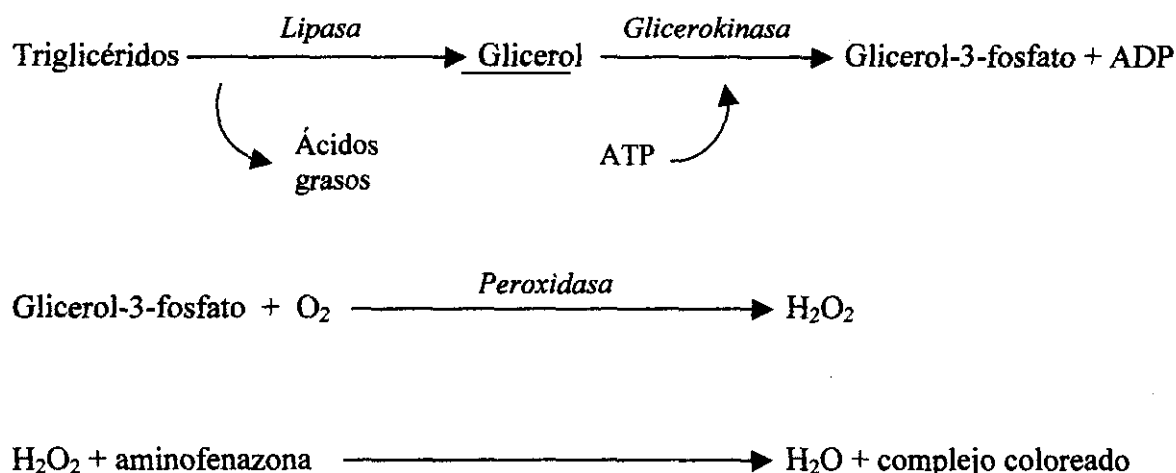 Lipasa
Glicerokinasa
Triglicéridos Glicerol Glicerol-3-fosfato + ADP
Ácidos
grasos
ATP
Peroxidasa
Glicerol-3-fosfato + O₂ H₂O₂
H₂O₂ + aminofenazona H₂O + complejo coloreado